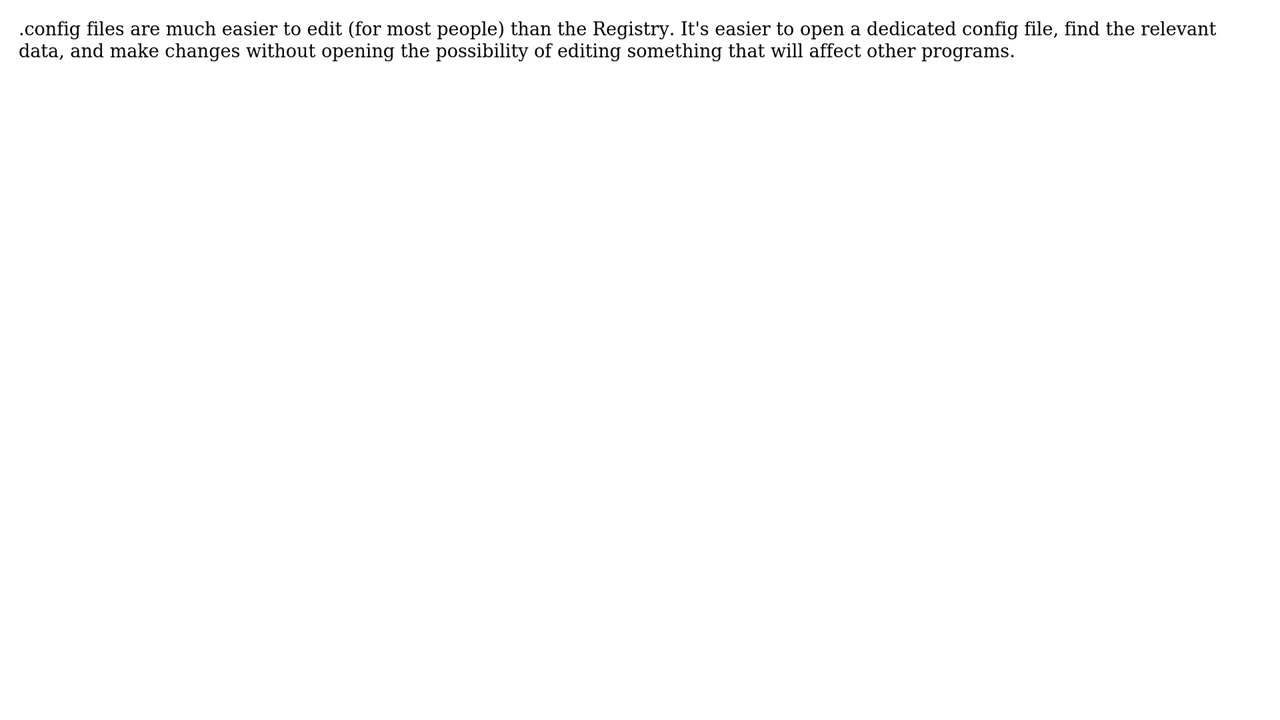 .config files are much easier to edit (for most people) than the Registry. It's easier to open a dedicated config file, find the relevant
data, and make changes without opening the possibility of editing something that will affect other programs.